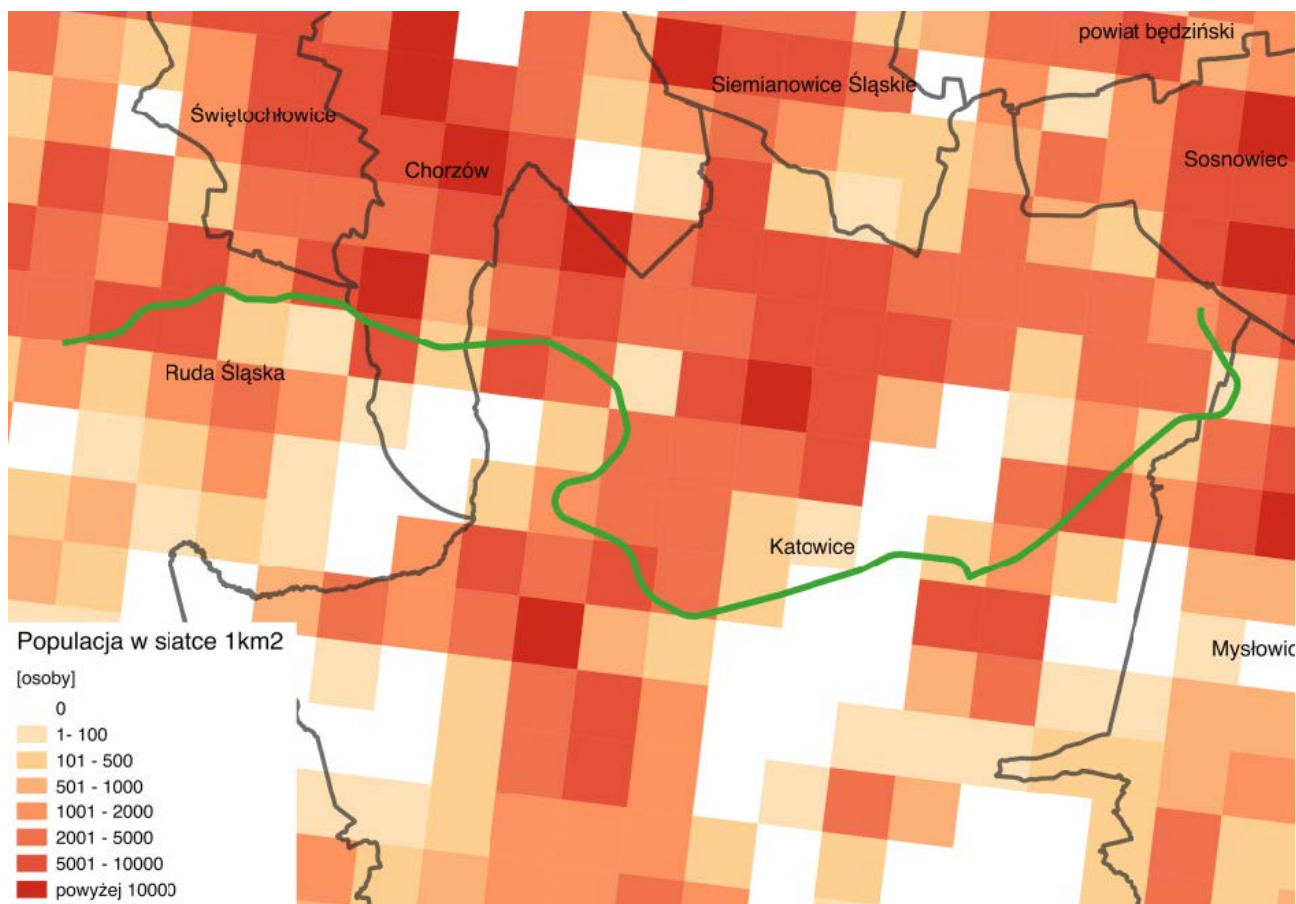 powiat będziński
Siemianowice Śląskie
Świętochłowice
Sosnowiec
Chorzów
Ruda Śląska
Katowice
Mysłowic
Populacja w siatce 1km2
[osoby]
0
1- 100
101 - 500
501 - 1000
1001 - 2000
2001 - 5000
5001 - 10000
powyżej 10000